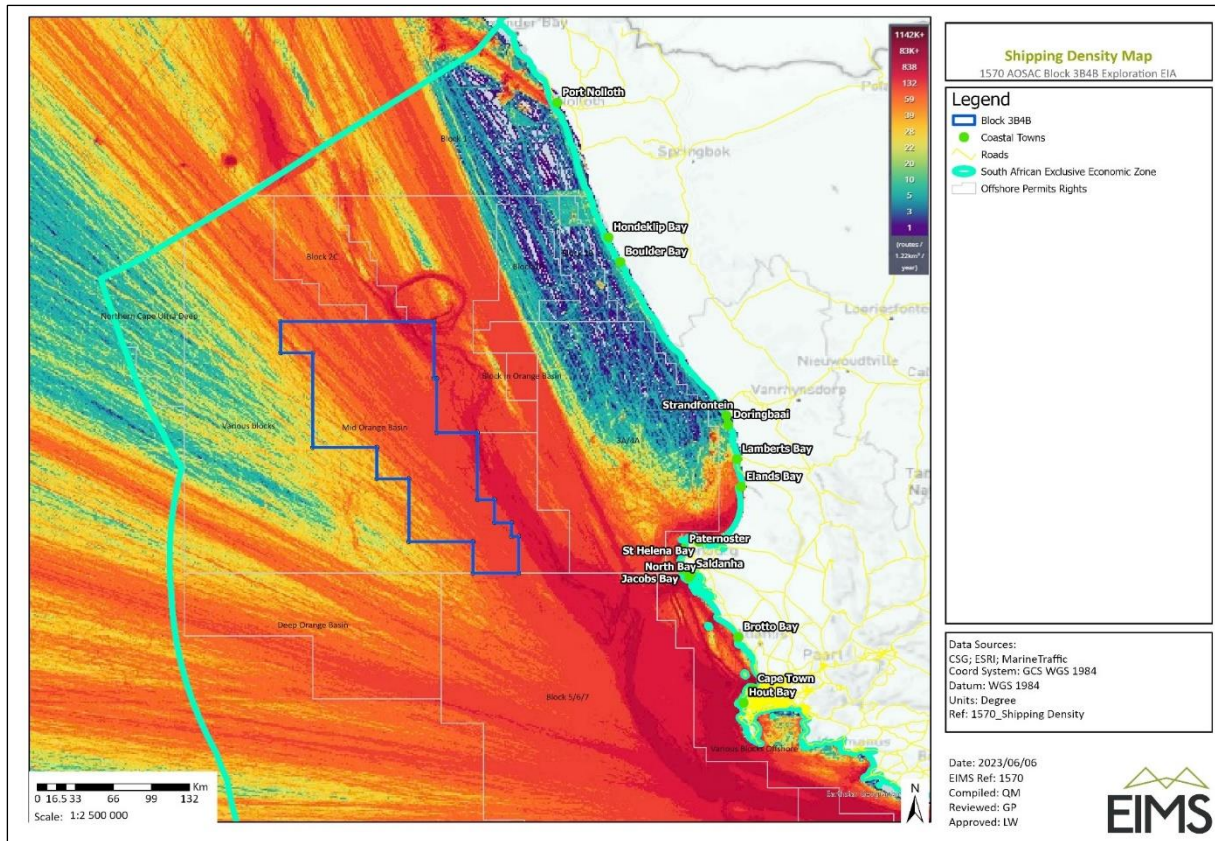 Shipping Density Map
1570 AOSAC Block 3B4B Exploration EIA
Legend
Block 3B4B
Coastal Towns
Roads
South African Exclusive Economic Zone
Offshore Permits Rights
1142K+
83K+
838
132
59
39
28
22
20
10
5
3
1
(routes /
1.22km² /
year)
Port Nolloth
Block 1
Springbok
Hondeklip Bay
Boulder Bay
Block 2C
Northern Cape Ultra Deep
Block in Orange Basin
Nieuwoudtville
Vanrhynsdorp
Strandfontein
Doringbaai
Various blocks
Mid Orange Basin
3A/4A
Lamberts Bay
Elands Bay
Paternoster
St Helena Bay
North Bay
Saldanha
Jacobs Bay
Deep Orange Basin
Brotto Bay
Paarl
Block 5/6/7
Cape Town
Hout Bay
Various Blocks Offshore
Km
0 16.5 33 66 99 132
Scale: 1:2 500 000
N
Data Sources:
CSG; ESRI; MarineTraffic
Coord System: GCS WGS 1984
Datum: WGS 1984
Units: Degree
Ref: 1570_Shipping Density
Date: 2023/06/06
EIMS Ref: 1570
Compiled: QM
Reviewed: GP
Approved: LW
EIMS